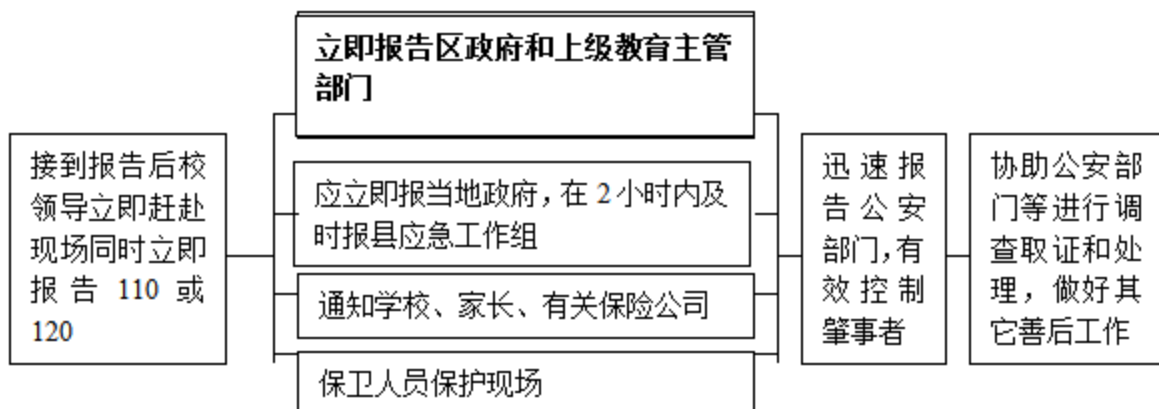 接到报告后校
领导立即赶赴
现场同时立即
报告 110 或
120
立即报告区政府和上级教育主管
部门
应立即报当地政府，在 2 小时内及
时报县应急工作组
通知学校、家长、有关保险公司
保卫人员保护现场
迅速报
告公安
部门，有
效控制
肇事者
协助公安部
门等进行调
查取证和处
理，做好其
它善后工作